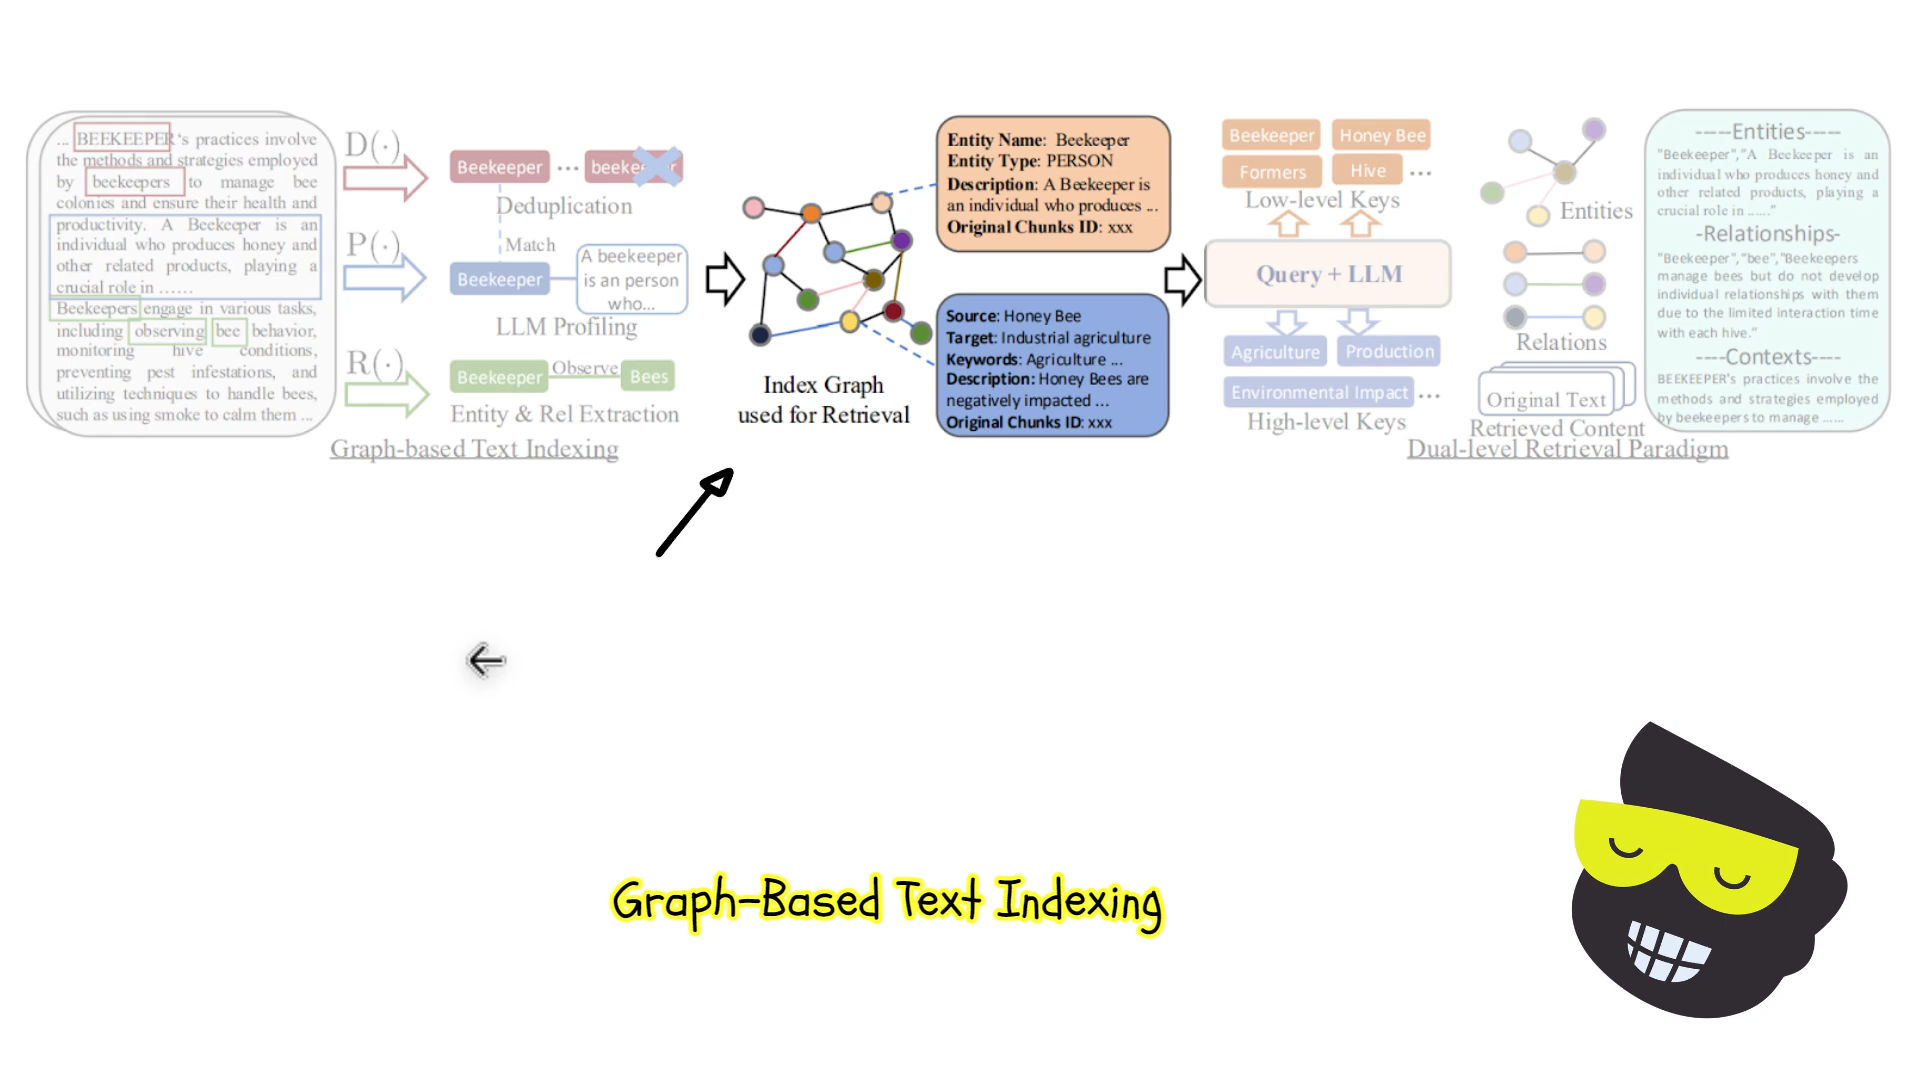 ... BEEKEEPER's practices involve
the methods and strategies employed
by beekeepers to manage bee
colonies and ensure their health and
productivity. A Beekeeper is an
individual who produces honey and
other related products, playing a
crucial role in ……
Beekeepers engage in various tasks,
including observing bee behavior,
monitoring hive conditions,
preventing pest infestations, and
utilizing techniques to handle bees,
such as using smoke to calm them ...
D(·)
Beekeeper ... beekeeper
Deduplication
Match
P(·)
Beekeeper
A beekeeper
is an person
who...
LLM Profiling
R(·)
Beekeeper Observe Bees
Entity & Rel Extraction
Graph-based Text Indexing
Index Graph
used for Retrieval
Entity Name: Beekeeper
Entity Type: PERSON
Description: A Beekeeper is
an individual who produces ...
Original Chunks ID: xxx
Source: Honey Bee
Target: Industrial agriculture
Keywords: Agriculture ...
Description: Honey Bees are
negatively impacted ...
Original Chunks ID: xxx
Beekeeper Honey Bee
Formers Hive ...
Low-level Keys
Query + LLM
Agriculture Production
Environmental Impact ...
High-level Keys
Entities
Relations
Original Text
Retrieved Content
Dual-level Retrieval Paradigm
-----Entities-----
"Beekeeper","A Beekeeper is an
individual who produces honey and
other related products, playing a
crucial role in ......"
-Relationships-
"Beekeeper","bee","Beekeepers
manage bees but do not develop
individual relationships with them
due to the limited interaction time
with each hive."
----Contexts----
BEEKEEPER's practices involve the
methods and strategies employed
by beekeepers to manage ......
Graph-Based Text Indexing